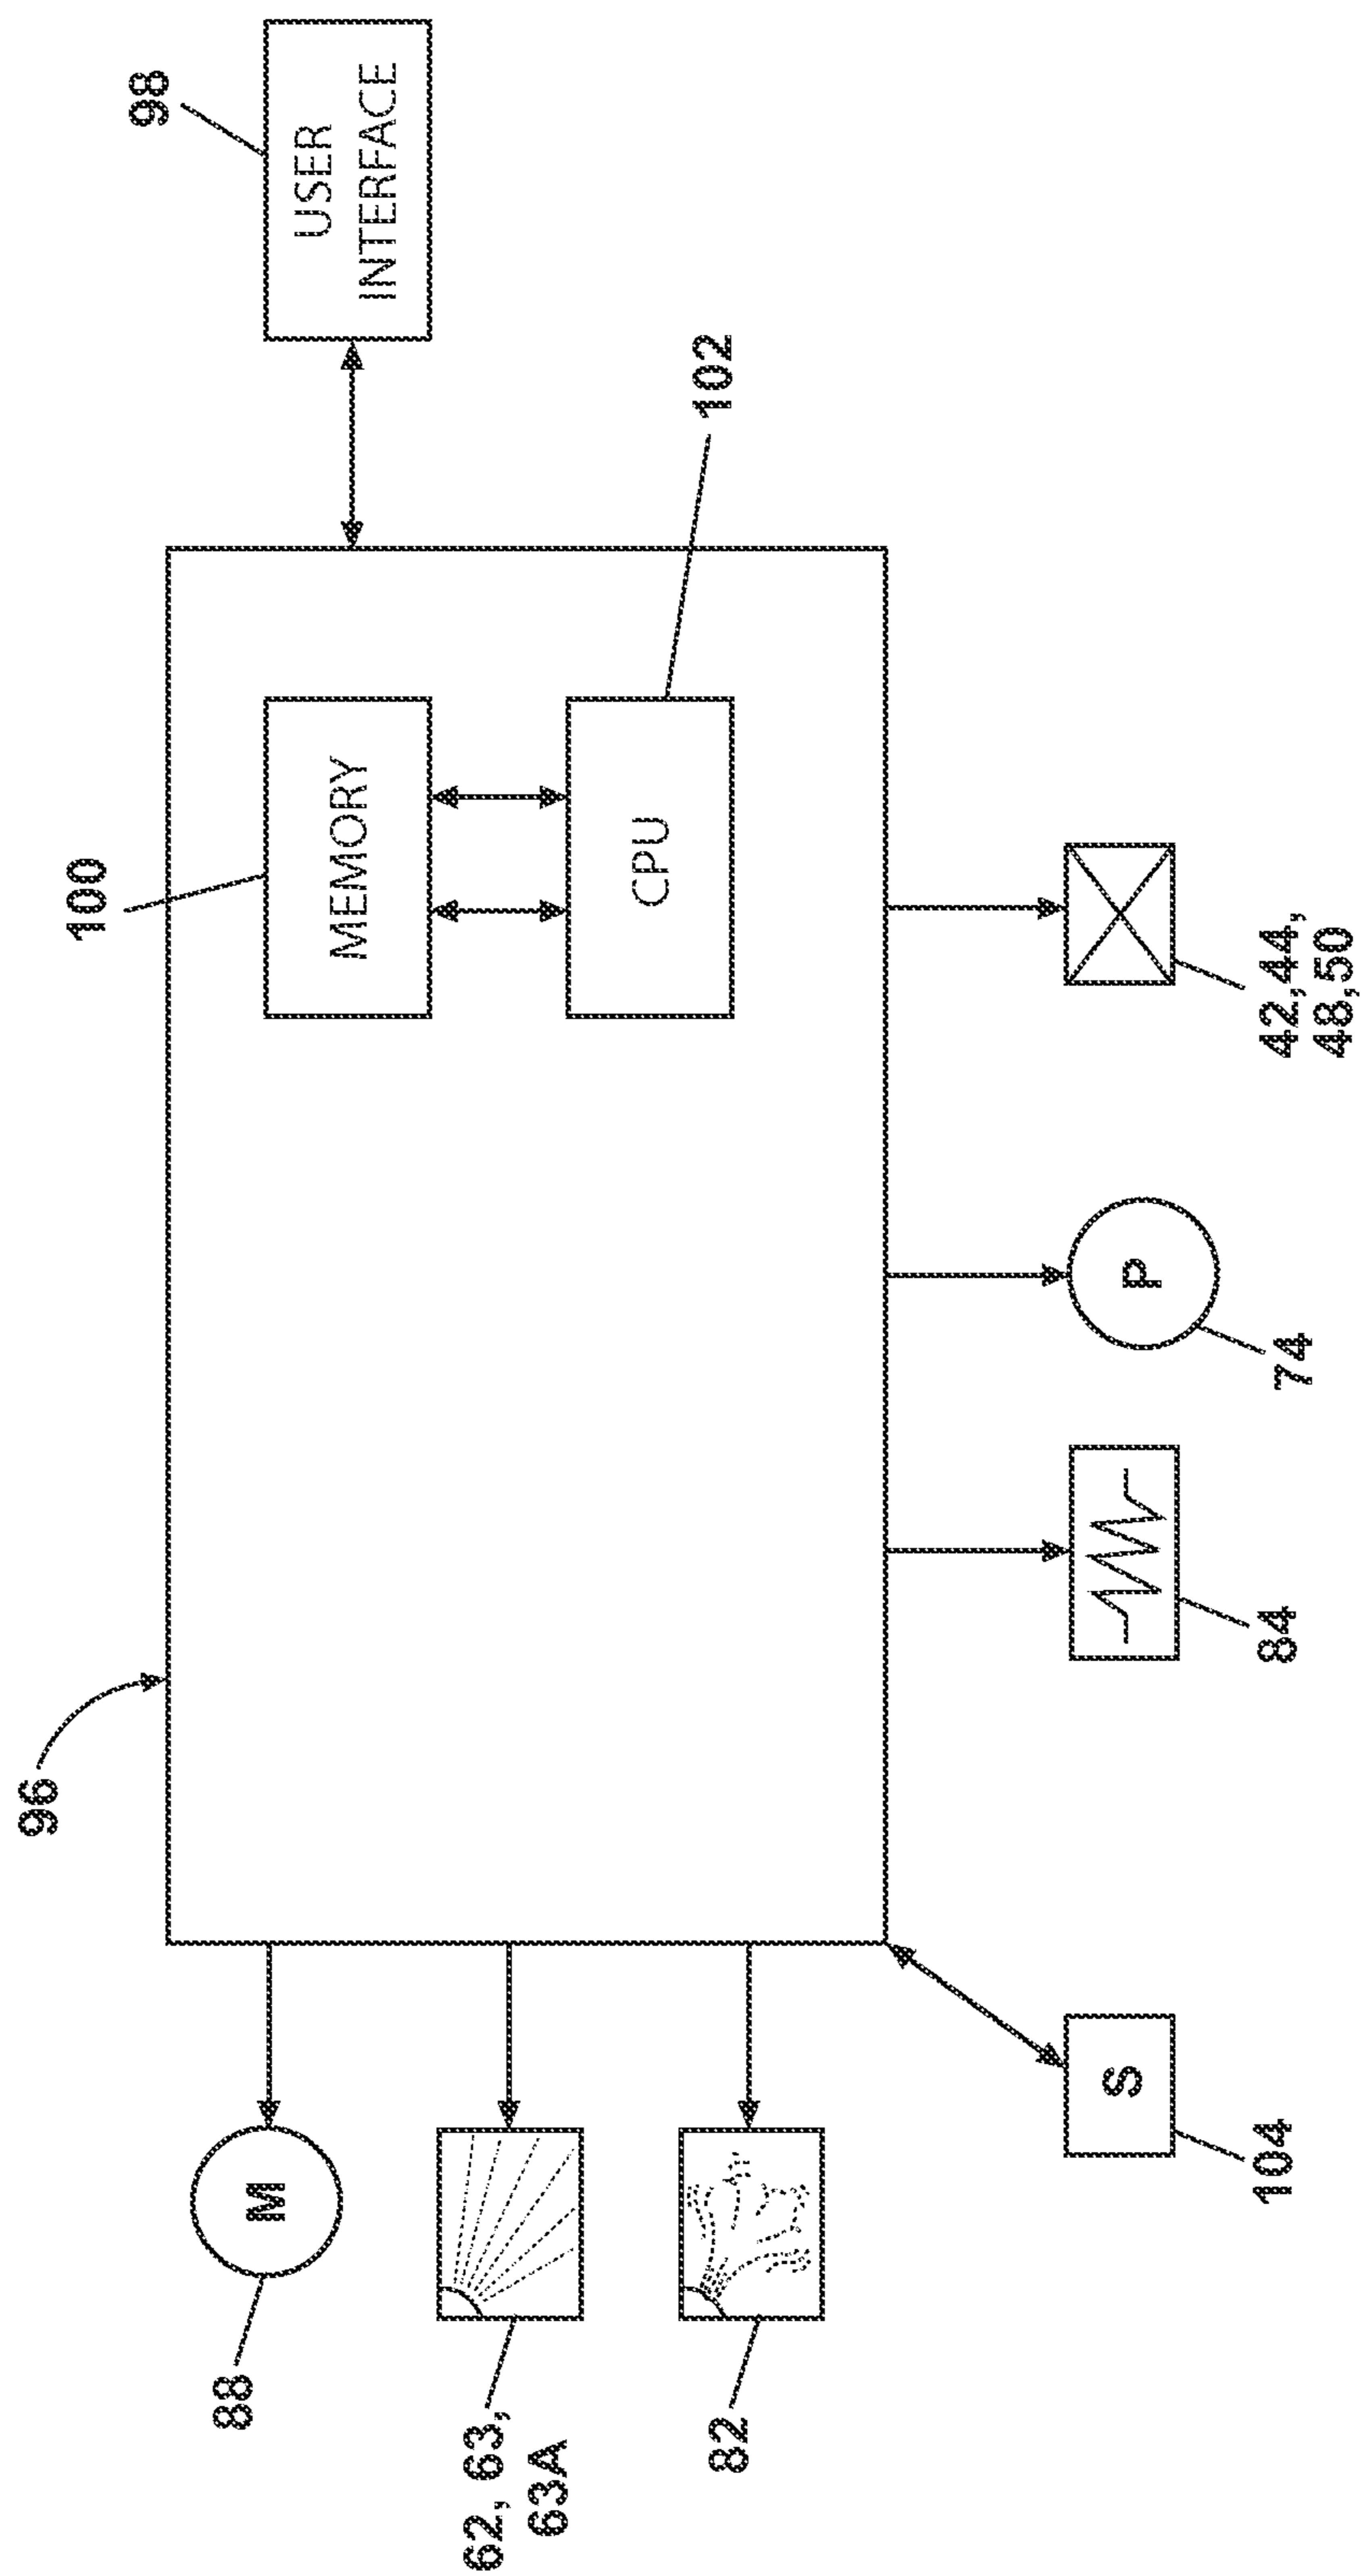 96
100
98
MEMORY
CPU
USER
INTERFACE
102
88
M
62, 63,
63A
82
S
104
84
P
74
42,44,
48,50